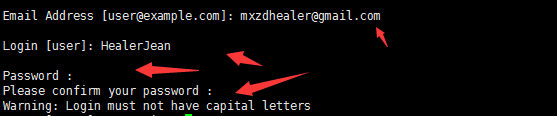 Email Address [user@example.com]: mxzdhealer@gmail.com
Login [user]: HealerJean
Password :
Please confirm your password :
Warning: Login must not have capital letters